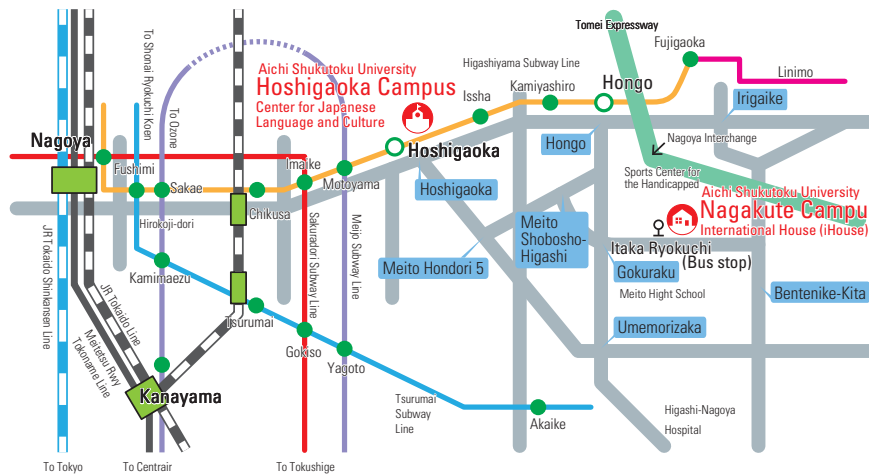 Tomei Expressway
Fujigaoka
To Shonai Ryokuchi Koen
To Ozone
Aichi Shukutoku University
Hoshigaoka Campus
Center for Japanese
Language and Culture
Higashiyama Subway Line
Kamiyashiro
Hongo
Linimo
Issha
Irigaike
Nagoya
Hoshigaoka
Hongo
Nagoya Interchange
Fushimi
Imaike
Motoyama
Sports Center for
the Handicapped
Sakae
Hoshigaoka
Aichi Shukutoku University
Nagakute Campu
International House (iHouse)
Chikusa
Hirokoji-dori
Meito
Shobosho-
Higashi
Itaka Ryokuchi
(Bus stop)
Kamimaezu
Meito Hondori 5
Gokuraku
JR Tokaido Shinkansen Line
JR Tokaido Line
Meitetsu Rwy
Tokoname Line
Sakuradori Subway Line
Meijo Subway Line
Meito Hight School
Bentenike-Kita
Tsurumai
Umemorizaka
Gokiso
Yagoto
Kanayama
Tsurumai
Subway
Line
Akaike
Higashi-Nagoya
Hospital
To Tokyo
To Centrair
To Tokushige